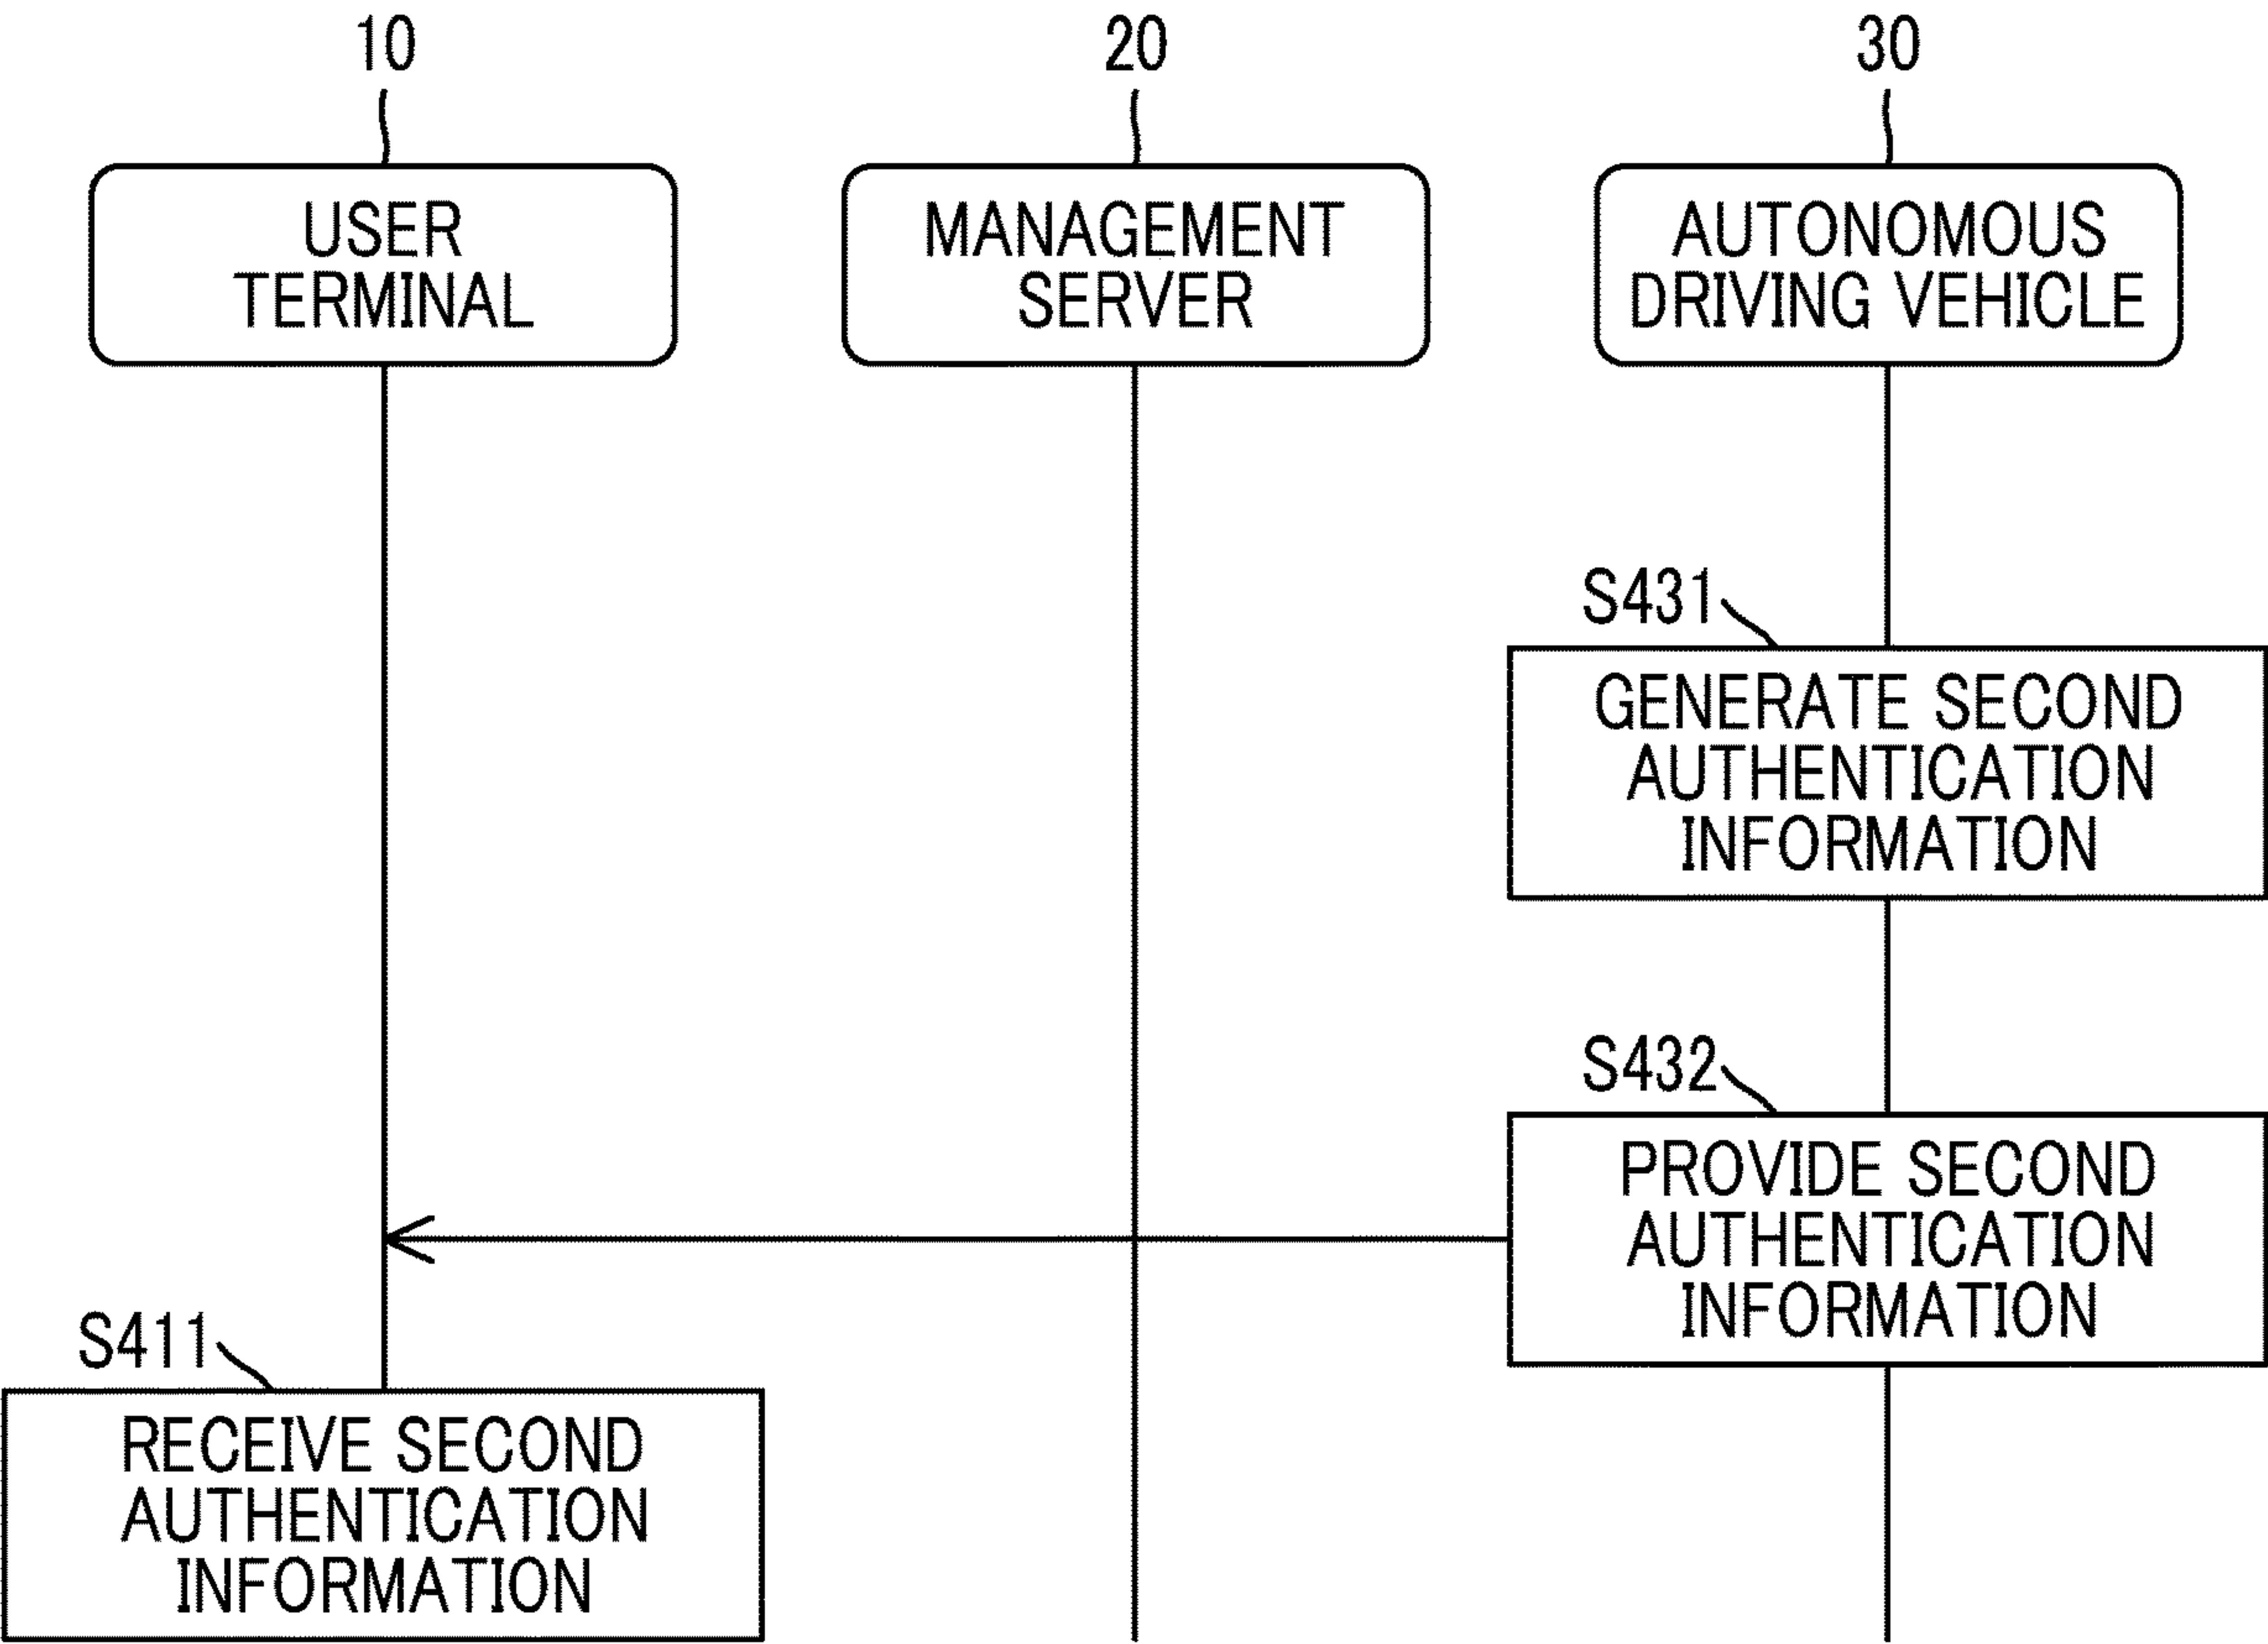 10
20
30
USER
TERMINAL
MANAGEMENT
SERVER
AUTONOMOUS
DRIVING VEHICLE
S431
GENERATE SECOND
AUTHENTICATION
INFORMATION
S432
PROVIDE SECOND
AUTHENTICATION
INFORMATION
S411
RECEIVE SECOND
AUTHENTICATION
INFORMATION